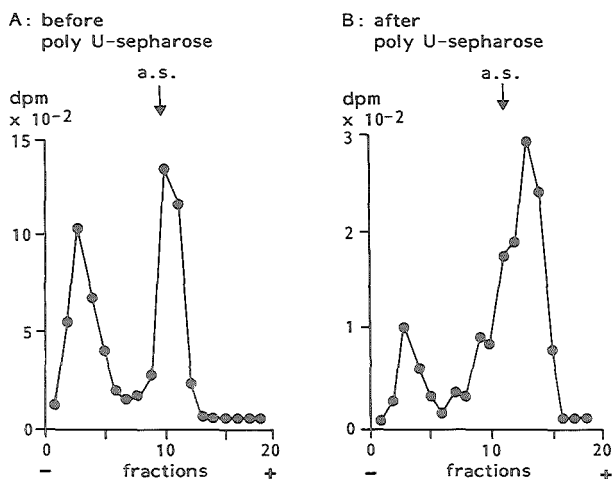 A: before
poly U-sepharose
a.s.
dpm
x 10-2
15
10
5
0
0
10
20
-
fractions
+
B: after
poly U-sepharose
a.s.
dpm
x 10-2
3
2
1
0
0
10
20
-
fractions
+